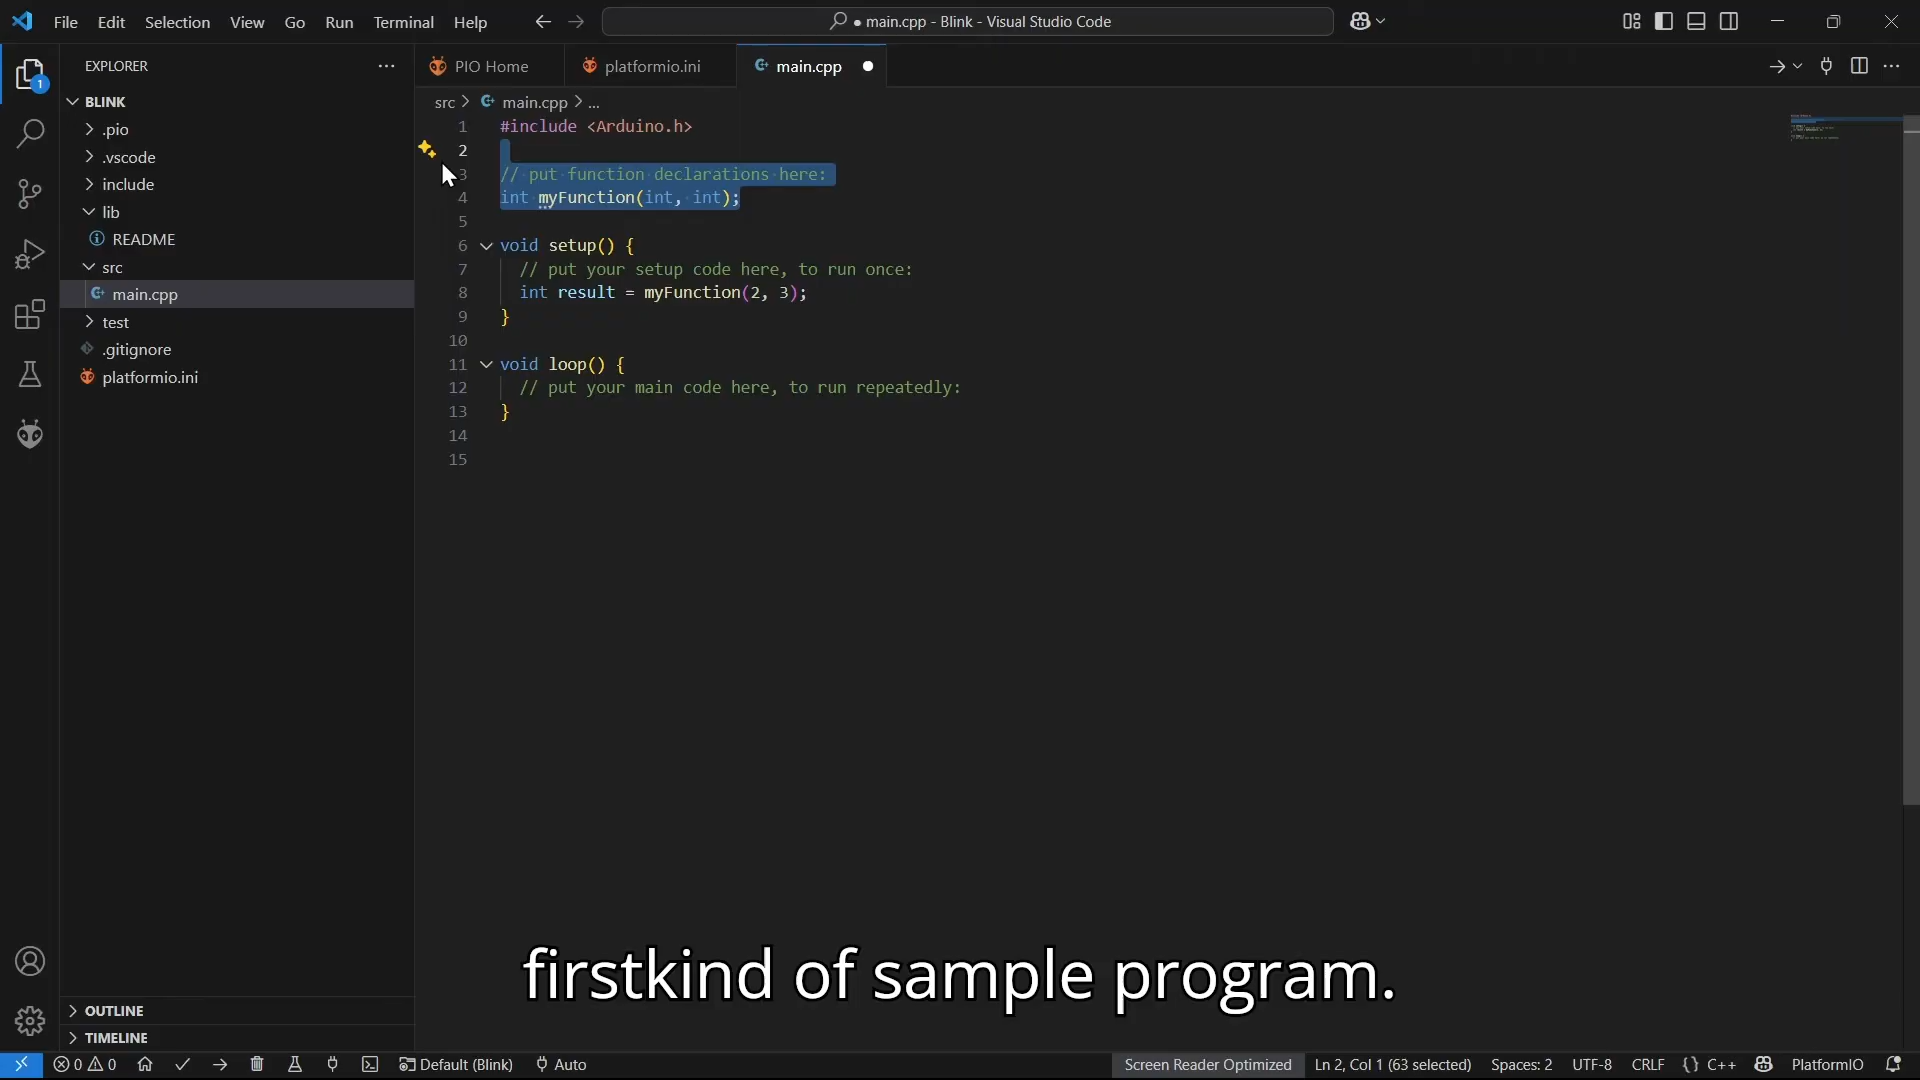 File Edit Selection View Go Run Terminal Help
● main.cpp - Blink - Visual Studio Code
EXPLORER
BLINK
.pio
.vscode
include
lib
README
src
main.cpp
test
.gitignore
platformio.ini
OUTLINE
TIMELINE
1
PIO Home
platformio.ini
main.cpp
src > main.cpp > ...
1 #include <Arduino.h>
2
3 // put function declarations here:
4 int myFunction(int, int);
5
6 void setup() {
7 // put your setup code here, to run once:
8 int result = myFunction(2, 3);
9 }
10
11 void loop() {
12 // put your main code here, to run repeatedly:
13 }
14
15
firstkind of sample program.
0 0 Default (Blink) Auto Screen Reader Optimized Ln 2, Col 1 (63 selected) Spaces: 2 UTF-8 CRLF {} C++ PlatformIO